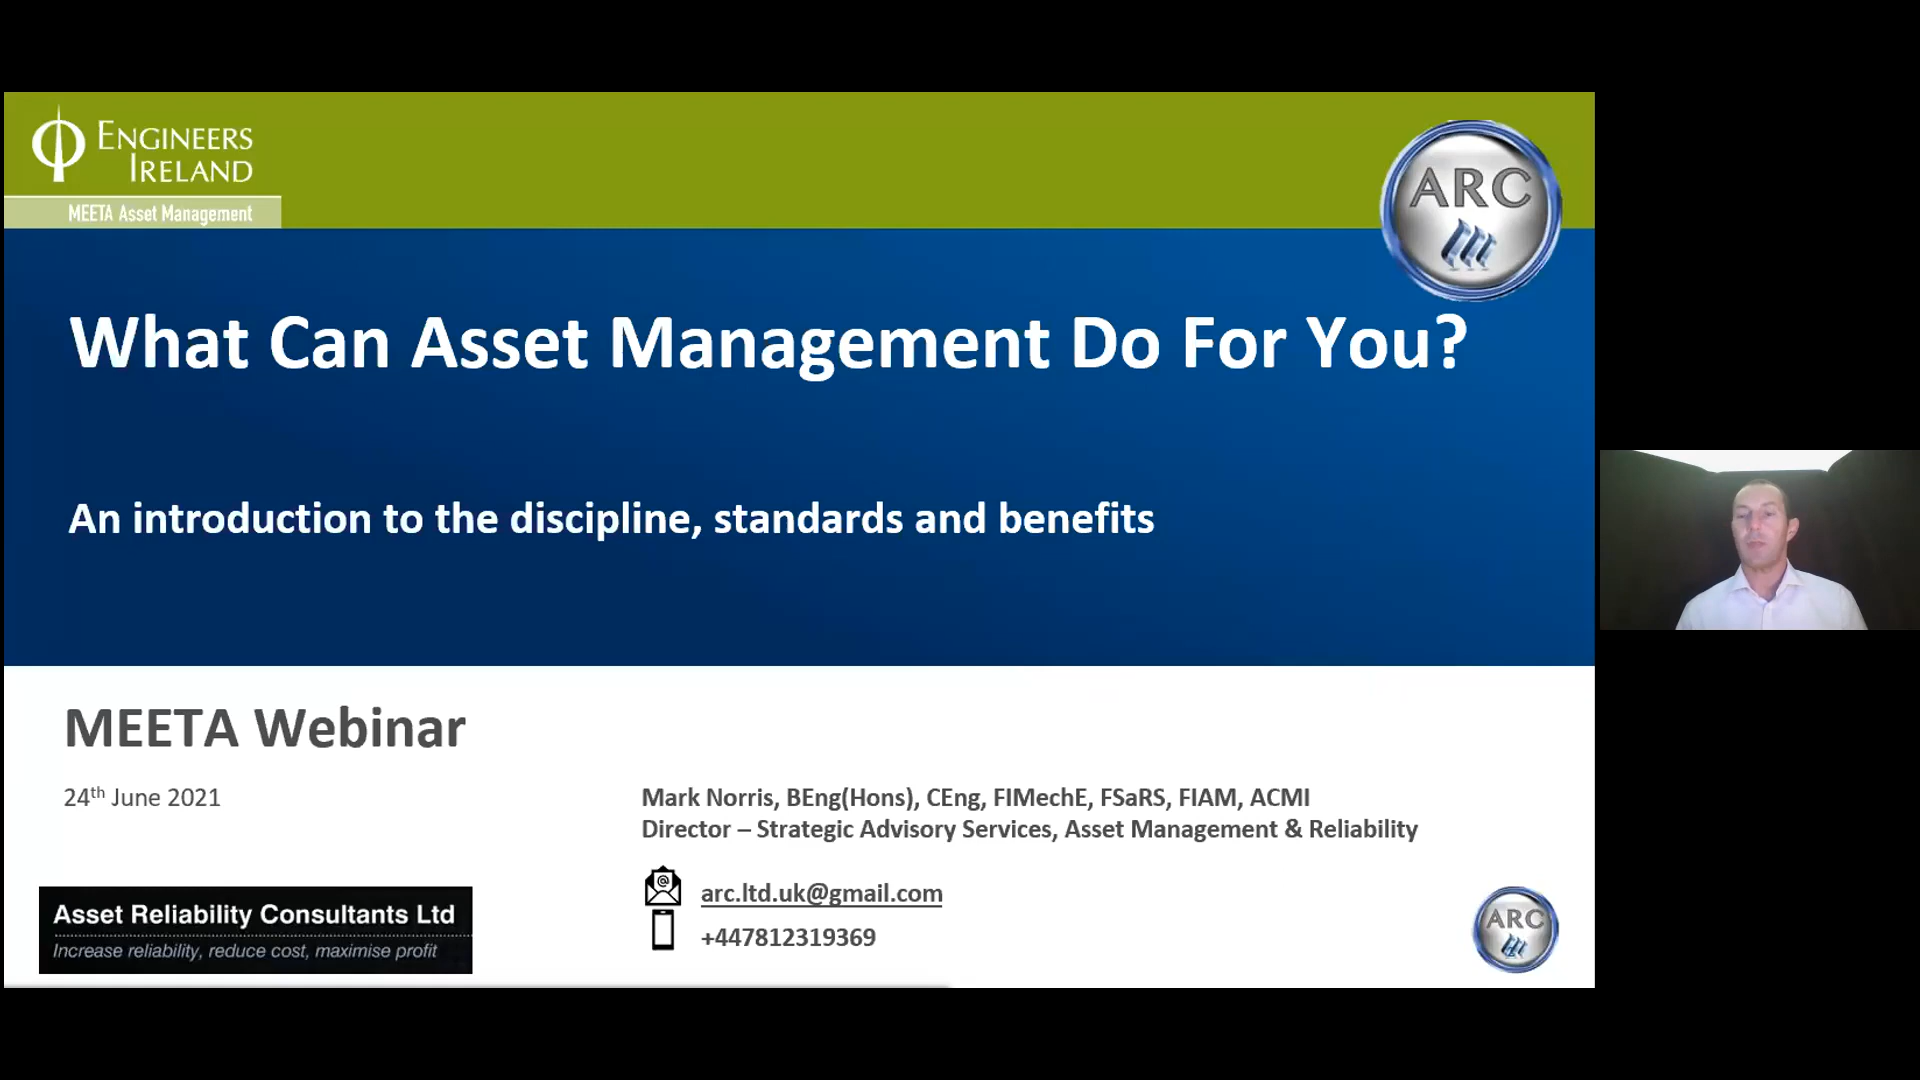 ENGINEERS
IRELAND
MEETA Asset Management
ARC
What Can Asset Management Do For You?
An introduction to the discipline, standards and benefits
MEETA Webinar
24th June 2021
Mark Norris, BEng(Hons), CEng, FIMechE, FSaRS, FIAM, ACMI
Director – Strategic Advisory Services, Asset Management & Reliability
@
arc.ltd.uk@gmail.com
+447812319369
Asset Reliability Consultants Ltd
Increase reliability, reduce cost, maximise profit
ARC